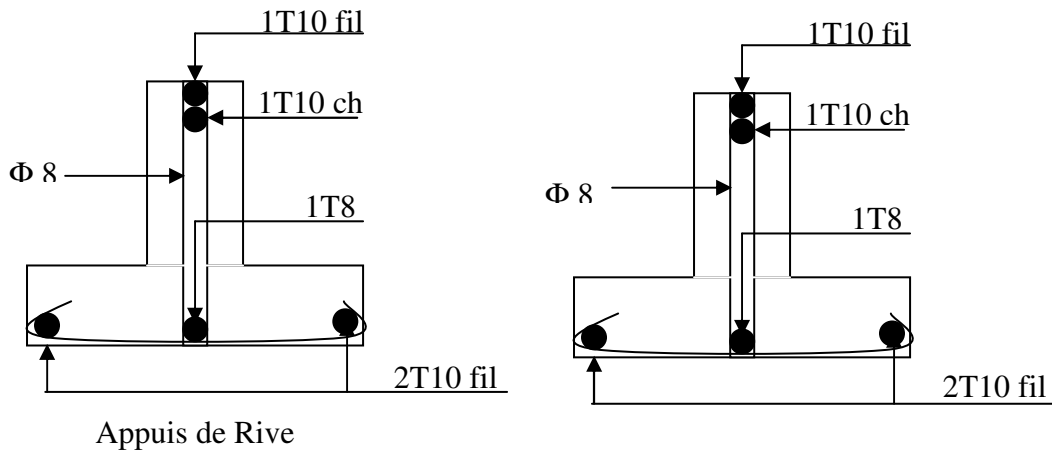 1T10 fil
1T10 ch
Φ 8
1T8
2T10 fil
Appuis de Rive
1T10 fil
1T10 ch
Φ 8
1T8
2T10 fil